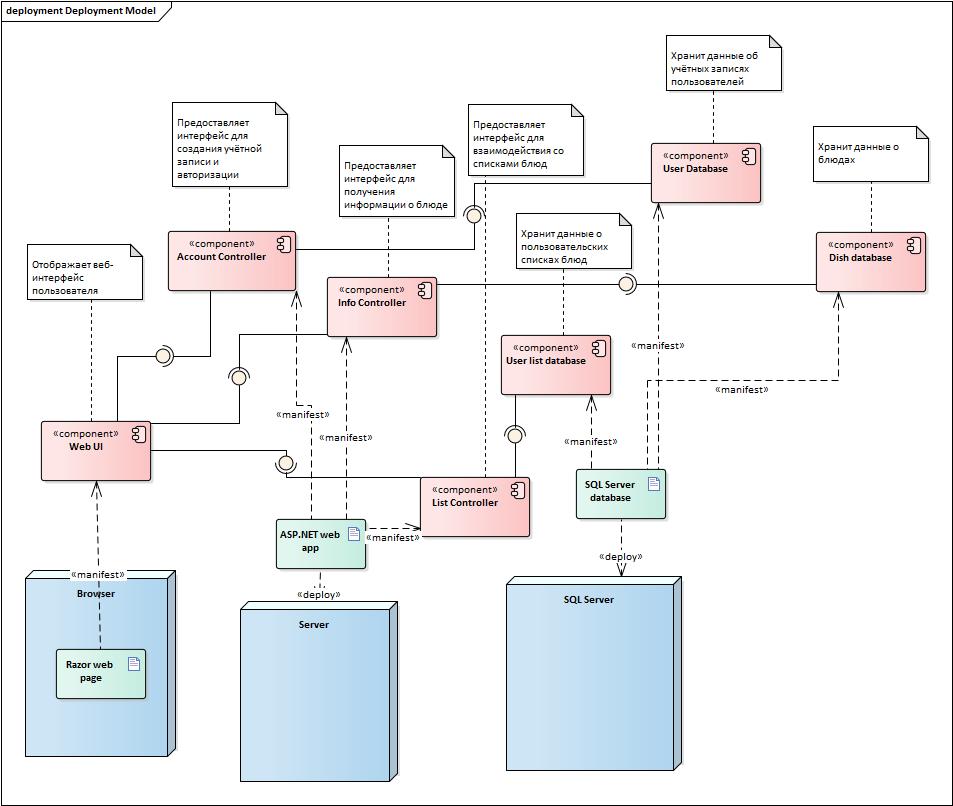 deployment Deployment Model
Хранит данные об
учётных записях
пользователей
Предоставляет
интерфейс для
создания учётной
записи и
авторизации
Предоставляет
интерфейс для
получения
информации о блюде
Предоставляет
интерфейс для
взаимодействия со
списками блюд
Хранит данные о
блюдах
«component»
User Database
Хранит данные о
пользовательских
списках блюд
«component»
Account Controller
«component»
Dish database
Отображает веб-
интерфейс
пользователя
«component»
Info Controller
«component»
User list database
«manifest»
«manifest»
«manifest»
«manifest»
«manifest»
«component»
Web UI
«component»
List Controller
SQL Server
database
ASP.NET web
app
«manifest»
«deploy»
«manifest»
Browser
«deploy»
Server
SQL Server
Razor web
page